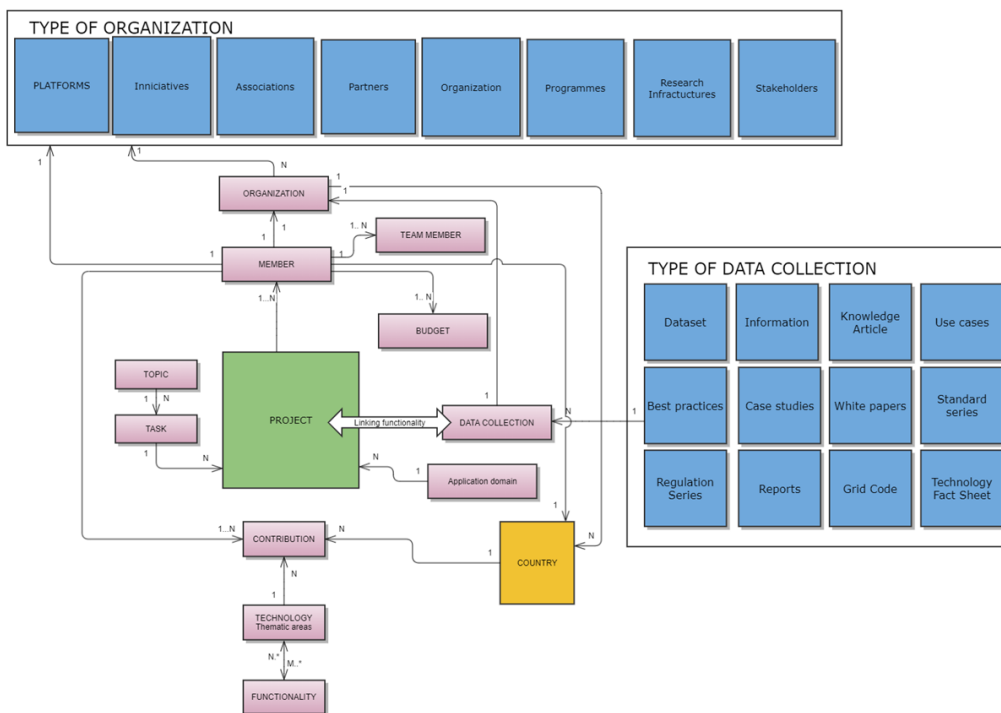 TYPE OF ORGANIZATION
PLATFORMS
Inniciatives
Associations
Partners
Organization
Programmes
Research
Infractuctures
Stakeholders
1
1
N
ORGANIZATION
1
1
1
1
1
1.. N
TEAM MEMBER
1
MEMBER
1
1...N
1.. N
BUDGET
TYPE OF DATA COLLECTION
Dataset
Information
Knowledge
Article
Use cases
Best practices
Case studies
White papers
Standard
series
Regulation
Series
Reports
Grid Code
Technology
Fact Sheet
TOPIC
1
N
TASK
1
N
PROJECT
Linking functionality
1
DATA COLLECTION
N
1
N
1
Application domain
1
N
1...N
CONTRIBUTION
N
1
COUNTRY
N
1
TECHNOLOGY
Thematic areas
N.*
M..*
FUNCTIONALITY